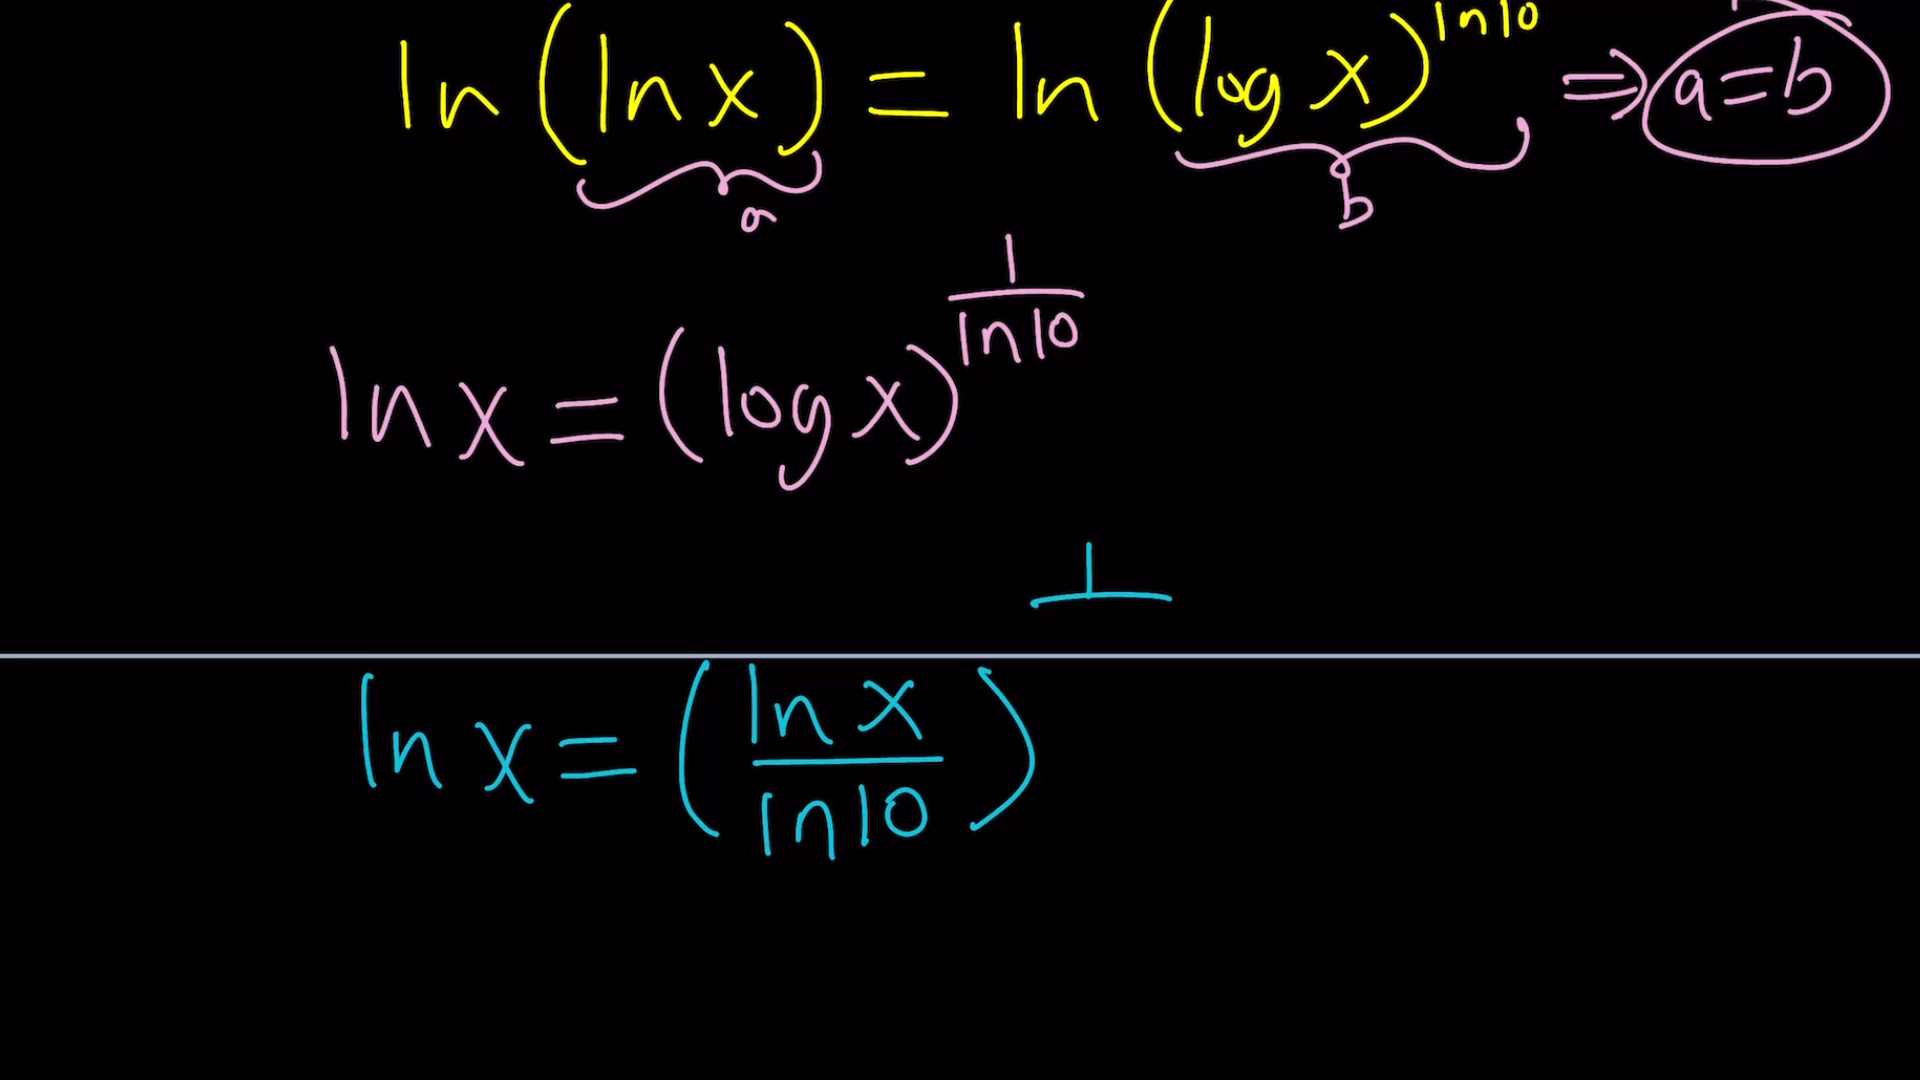 ln(ln x) = ln(log x)^ln10 ⇒ a=b
a b
ln x = (log x)^(1/ln10)
1
ln x = (ln x / ln10)